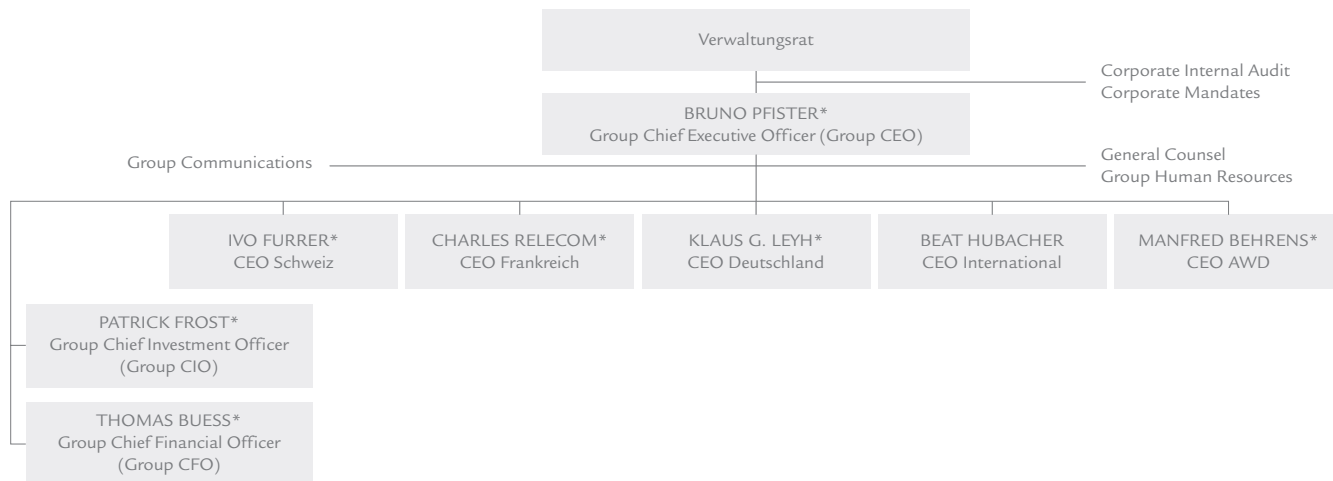 Verwaltungsrat
Corporate Internal Audit
Corporate Mandates
BRUNO PFISTER*
Group Chief Executive Officer (Group CEO)
Group Communications
General Counsel
Group Human Resources
IVO FURRER*
CEO Schweiz
CHARLES RELECOM*
CEO Frankreich
KLAUS G. LEYH*
CEO Deutschland
BEAT HUBACHER
CEO International
MANFRED BEHRENS*
CEO AWD
PATRICK FROST*
Group Chief Investment Officer
(Group CIO)
THOMAS BUESS*
Group Chief Financial Officer
(Group CFO)